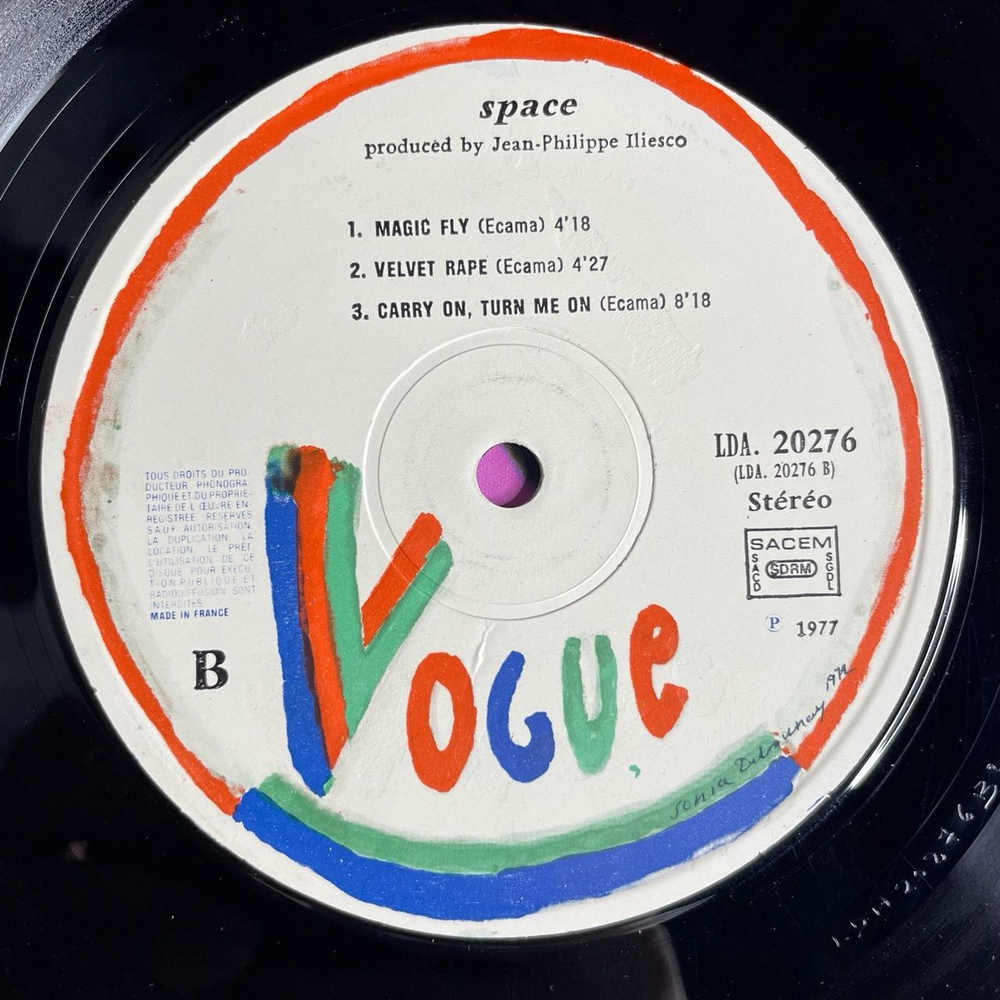 space
produced by Jean-Philippe Iliesco
1. MAGIC FLY (Ecama) 4'18
2. VELVET RAPE (Ecama) 4'27
3. CARRY ON, TURN ME ON (Ecama) 8'18
LDA. 20276
(LDA. 20276 B)
Stéréo
SACEM
SACD
SDRM
SGDL
℗ 1977
TOUS DROITS DU PRO-
DUCTEUR PHONOGRA-
PHIQUE ET DU PROPRIE-
TAIRE DE L ŒUVRE EN-
REGISTREE RESERVES
SAUF AUTORISATION,
LA DUPLICATION, LA
LOCATION, LE PRET,
L'UTILISATION DE CE
DISQUE POUR EXECU-
TION PUBLIQUE ET
RADIODIFFUSION SONT
INTERDITES.
MADE IN FRANCE
B
VOGUE
sonia Delaunay